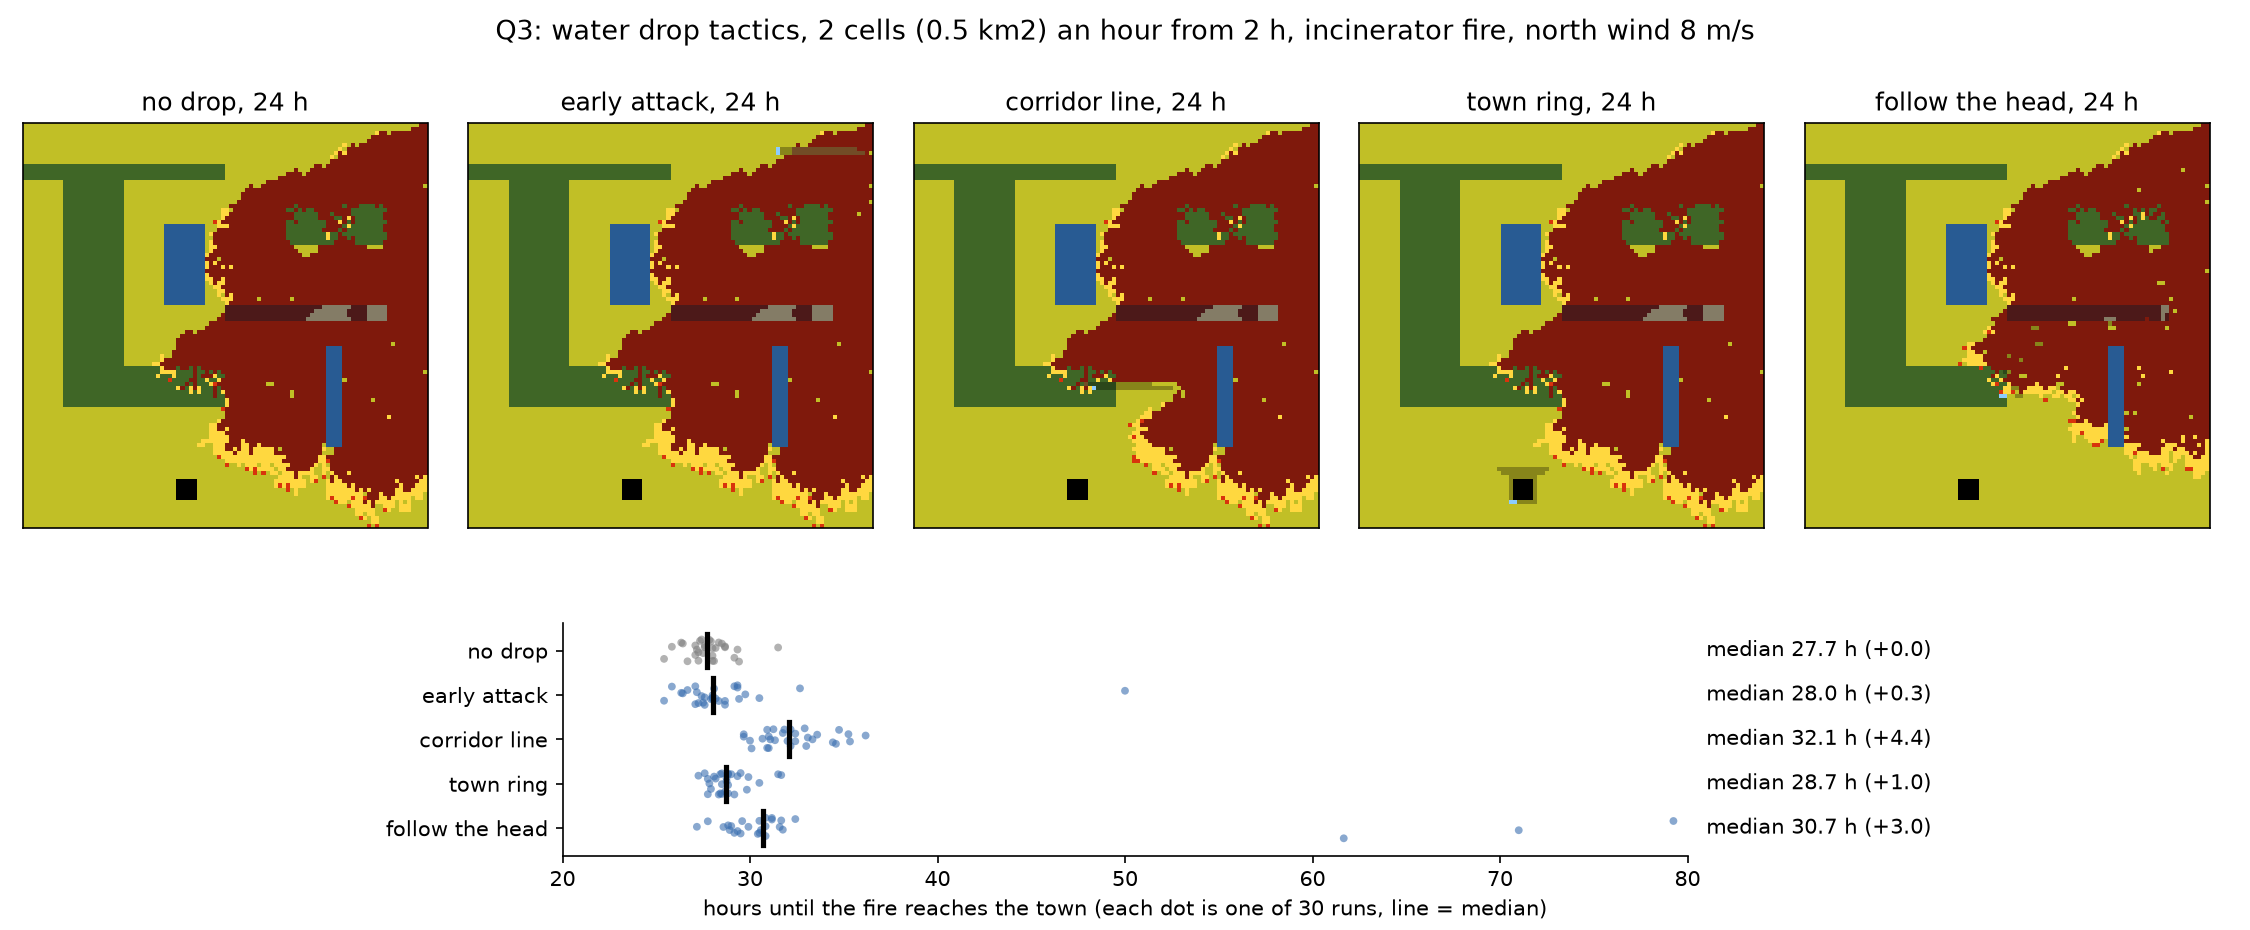 Q3: water drop tactics, 2 cells (0.5 km2) an hour from 2 h, incinerator fire, north wind 8 m/s
no drop, 24 h
early attack, 24 h
corridor line, 24 h
town ring, 24 h
follow the head, 24 h
no drop
median 27.7 h (+0.0)
early attack
median 28.0 h (+0.3)
corridor line
median 32.1 h (+4.4)
town ring
median 28.7 h (+1.0)
follow the head
median 30.7 h (+3.0)
20 30 40 50 60 70 80
hours until the fire reaches the town (each dot is one of 30 runs, line = median)